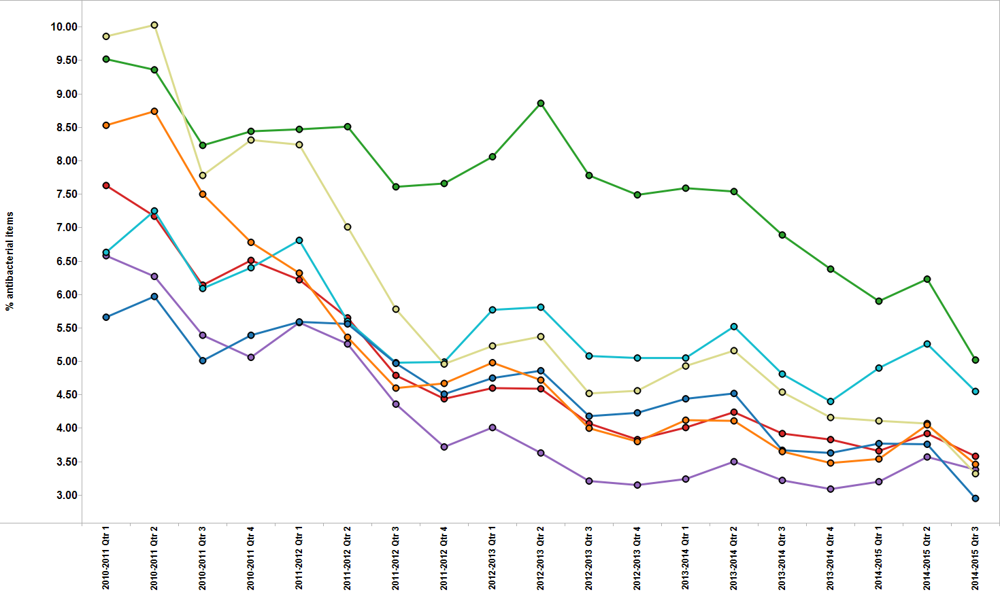 10.00
9.50
9.00
8.50
8.00
7.50
7.00
6.50
6.00
5.50
5.00
4.50
4.00
3.50
3.00
% antibacterial items
2010-2011 Qtr 1
2010-2011 Qtr 2
2010-2011 Qtr 3
2010-2011 Qtr 4
2011-2012 Qtr 1
2011-2012 Qtr 2
2011-2012 Qtr 3
2011-2012 Qtr 4
2012-2013 Qtr 1
2012-2013 Qtr 2
2012-2013 Qtr 3
2012-2013 Qtr 4
2013-2014 Qtr 1
2013-2014 Qtr 2
2013-2014 Qtr 3
2013-2014 Qtr 4
2014-2015 Qtr 1
2014-2015 Qtr 2
2014-2015 Qtr 3